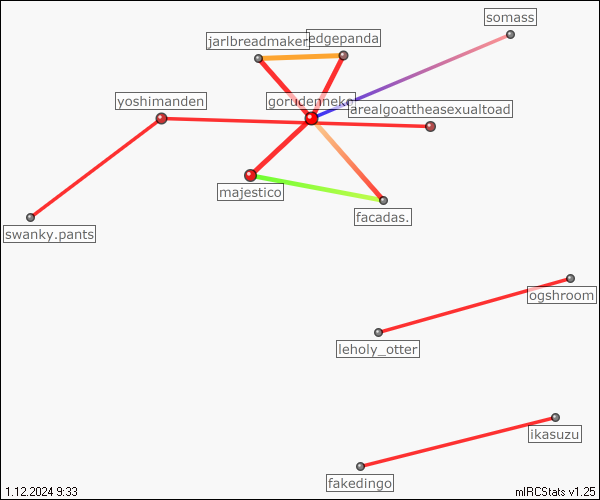 somass
jarlbreadmaker
edgepanda
yoshimanden
gorudenneko
arealgoattheasexualtoad
majestico
facadas.
swanky.pants
ogshroom
leholy_otter
ikasuzu
fakedingo
1.12.2024 9:33
mIRCStats v1.25